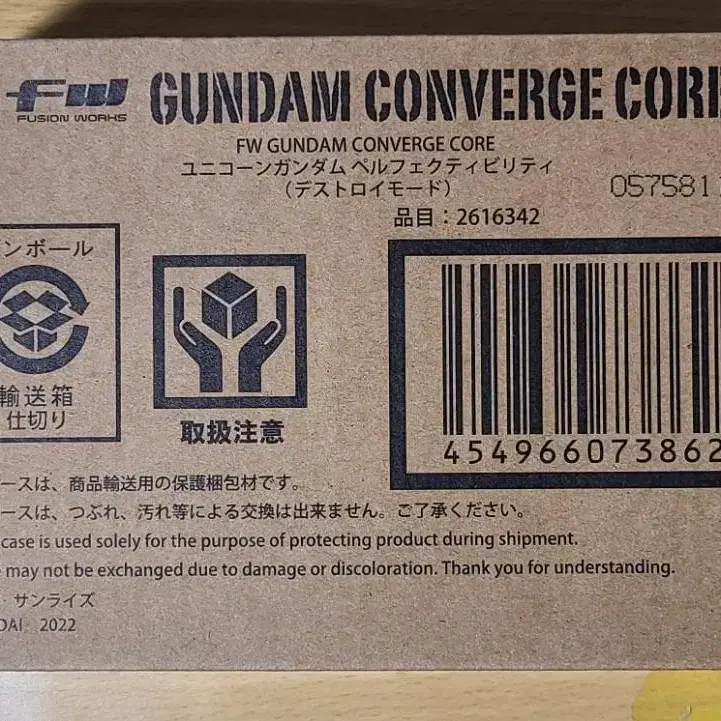 FW GUNDAM CONVERGE CORE
FUSION WORKS
FW GUNDAM CONVERGE CORE
ユニコーンガンダム ペルフェクティビリティ
(デストロイモード)
057581
品目：2616342
ンボール
輸送箱
仕切り
取扱注意
454966073862
ースは、商品輸送用の保護梱包材です。
ースは、つぶれ、汚れ等による交換は出来ません。ご了承ください。
case is used solely for the purpose of protecting product during shipment.
may not be exchanged due to damage or discoloration. Thank you for understanding.
・サンライズ
DAI 2022